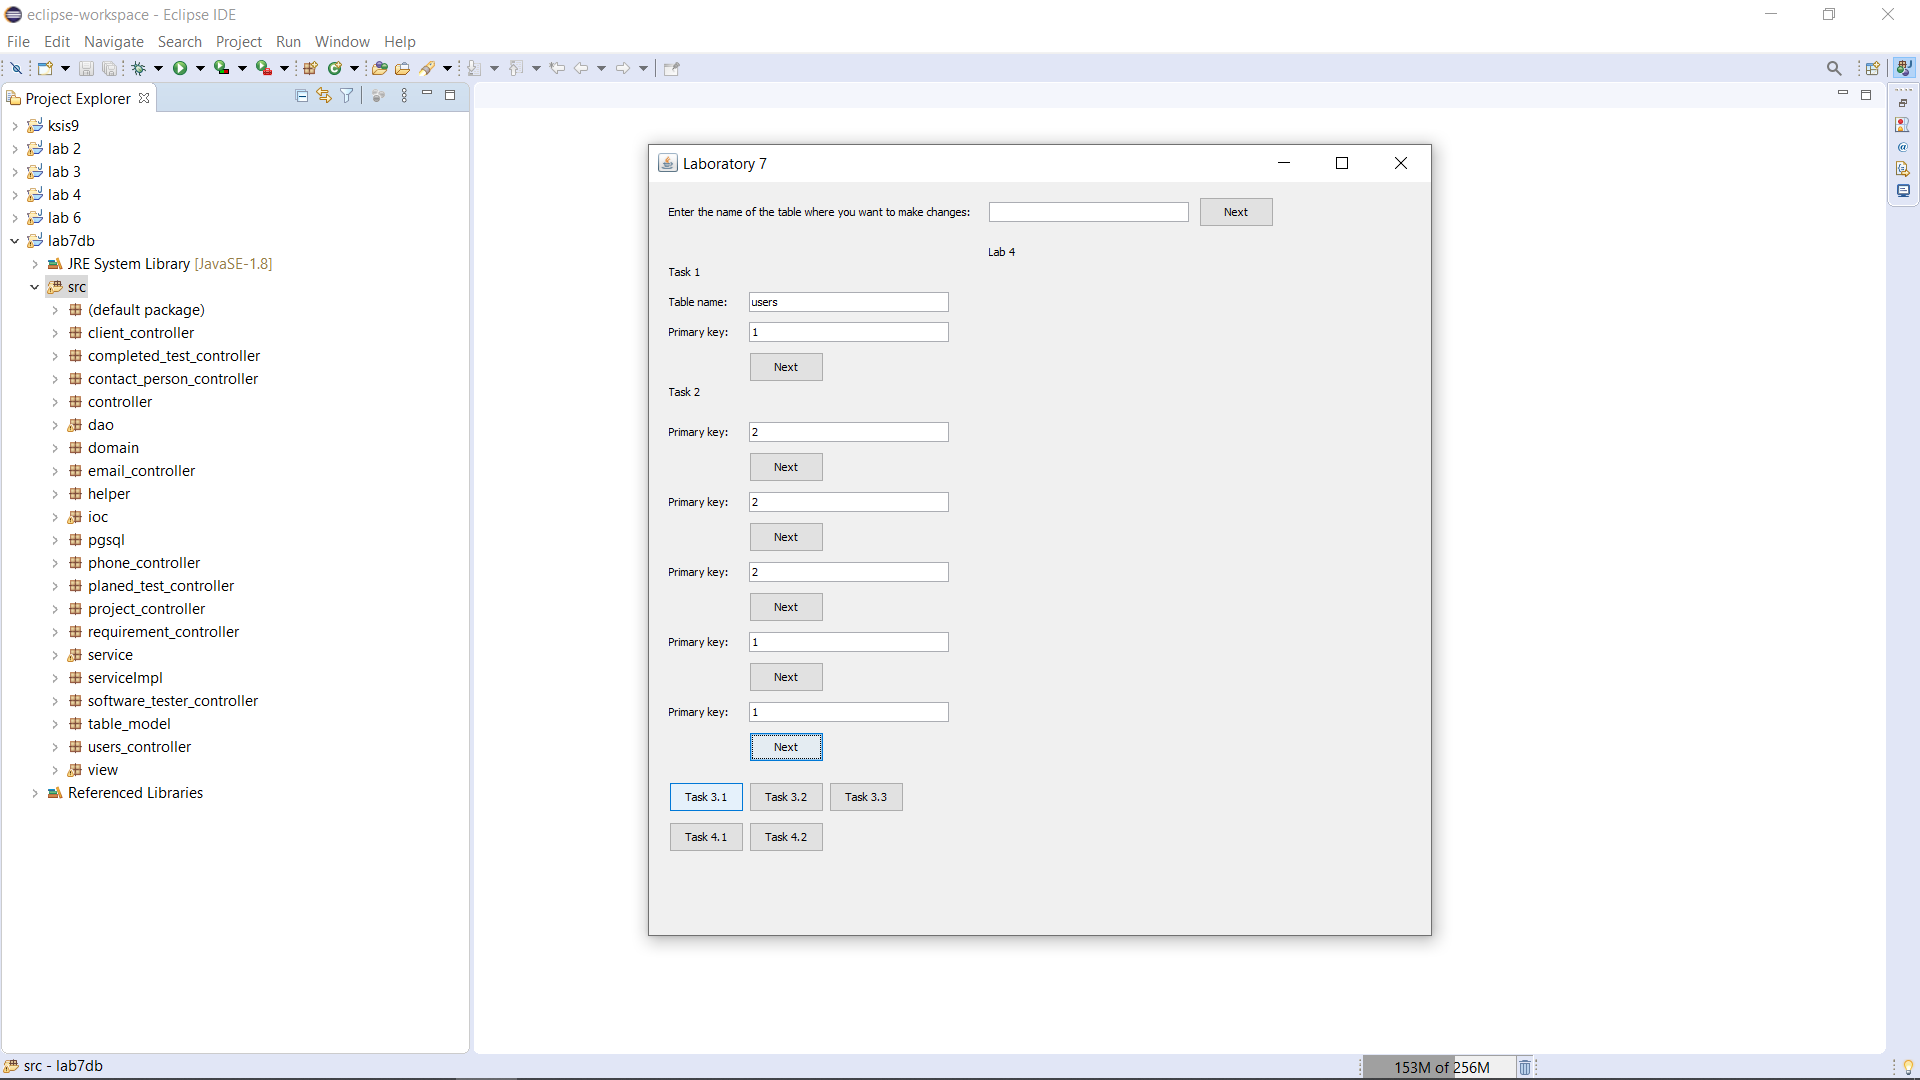 eclipse-workspace - Eclipse IDE
File Edit Navigate Search Project Run Window Help
Project Explorer
ksis9
lab 2
lab 3
lab 4
lab 6
lab7db
JRE System Library [JavaSE-1.8]
src
(default package)
client_controller
completed_test_controller
contact_person_controller
controller
dao
domain
email_controller
helper
ioc
pgsql
phone_controller
planed_test_controller
project_controller
requirement_controller
service
serviceImpl
software_tester_controller
table_model
users_controller
view
Referenced Libraries
Laboratory 7
Enter the name of the table where you want to make changes: Next
Lab 4
Task 1
Table name: users
Primary key: 1
Next
Task 2
Primary key: 2
Next
Primary key: 2
Next
Primary key: 2
Next
Primary key: 1
Next
Primary key: 1
Next
Task 3.1 Task 3.2 Task 3.3
Task 4.1 Task 4.2
src - lab7db
153M of 256M